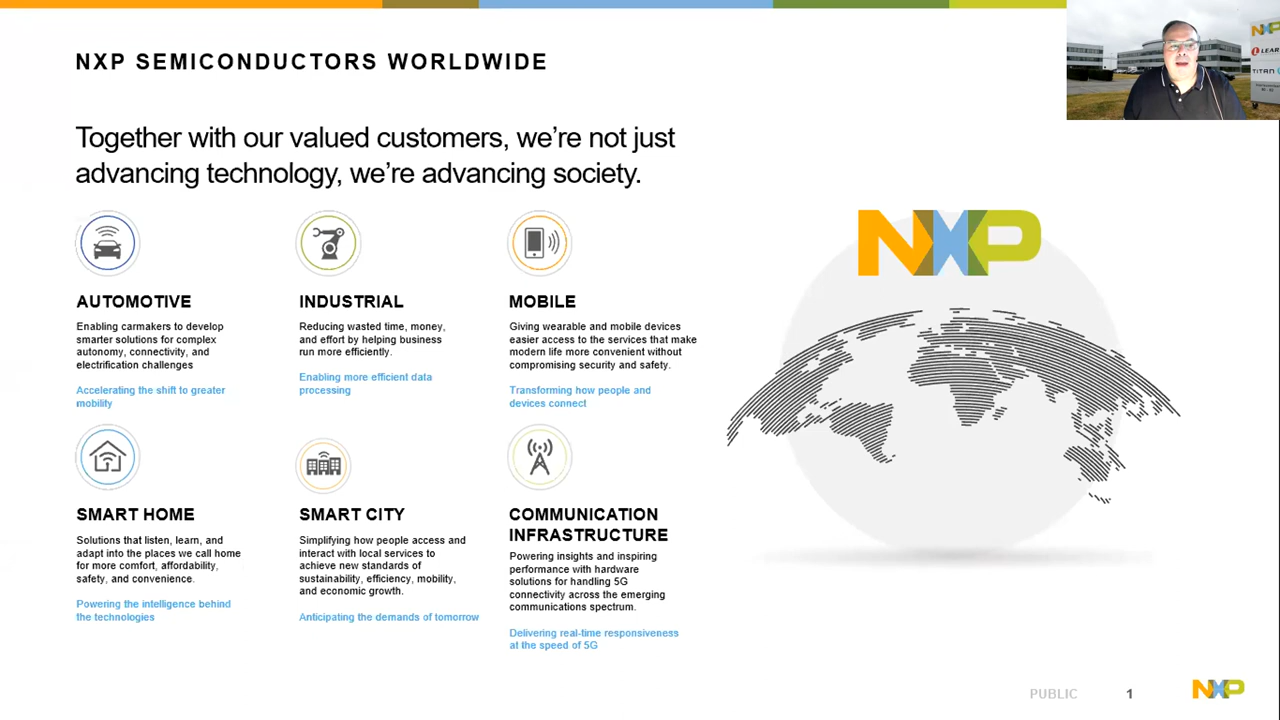 NXP SEMICONDUCTORS WORLDWIDE
Together with our valued customers, we’re not just
advancing technology, we’re advancing society.
AUTOMOTIVE
Enabling carmakers to develop
smarter solutions for complex
autonomy, connectivity, and
electrification challenges
Accelerating the shift to greater
mobility
INDUSTRIAL
Reducing wasted time, money,
and effort by helping business
run more efficiently.
Enabling more efficient data
processing
MOBILE
Giving wearable and mobile devices
easier access to the services that make
modern life more convenient without
compromising security and safety.
Transforming how people and
devices connect
SMART HOME
Solutions that listen, learn, and
adapt into the places we call home
for more comfort, affordability,
safety, and convenience.
Powering the intelligence behind
the technologies
SMART CITY
Simplifying how people access and
interact with local services to
achieve new standards of
sustainability, efficiency, mobility,
and economic growth.
Anticipating the demands of tomorrow
COMMUNICATION
INFRASTRUCTURE
Powering insights and inspiring
performance with hardware
solutions for handling 5G
connectivity across the emerging
communications spectrum.
Delivering real-time responsiveness
at the speed of 5G
NXP
LEAR
TITAN
PUBLIC
1
NXP